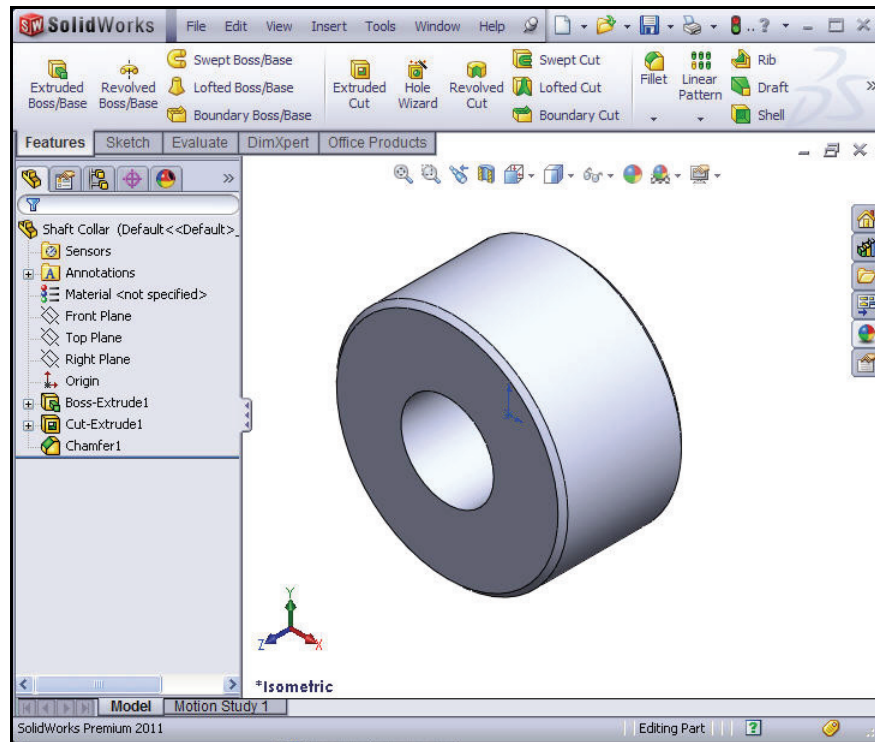 SolidWorks File Edit View Insert Tools Window Help ..?
Extruded Boss/Base
Revolved Boss/Base
Swept Boss/Base
Lofted Boss/Base
Boundary Boss/Base
Extruded Cut
Hole Wizard
Revolved Cut
Swept Cut
Lofted Cut
Boundary Cut
Fillet
Linear Pattern
Rib
Draft
Shell
Features Sketch Evaluate DimXpert Office Products
Shaft Collar (Default<<Default>_
Sensors
Annotations
Material <not specified>
Front Plane
Top Plane
Right Plane
Origin
Boss-Extrude1
Cut-Extrude1
Chamfer1
Y
Z X
*Isometric
Model Motion Study 1
SolidWorks Premium 2011 Editing Part